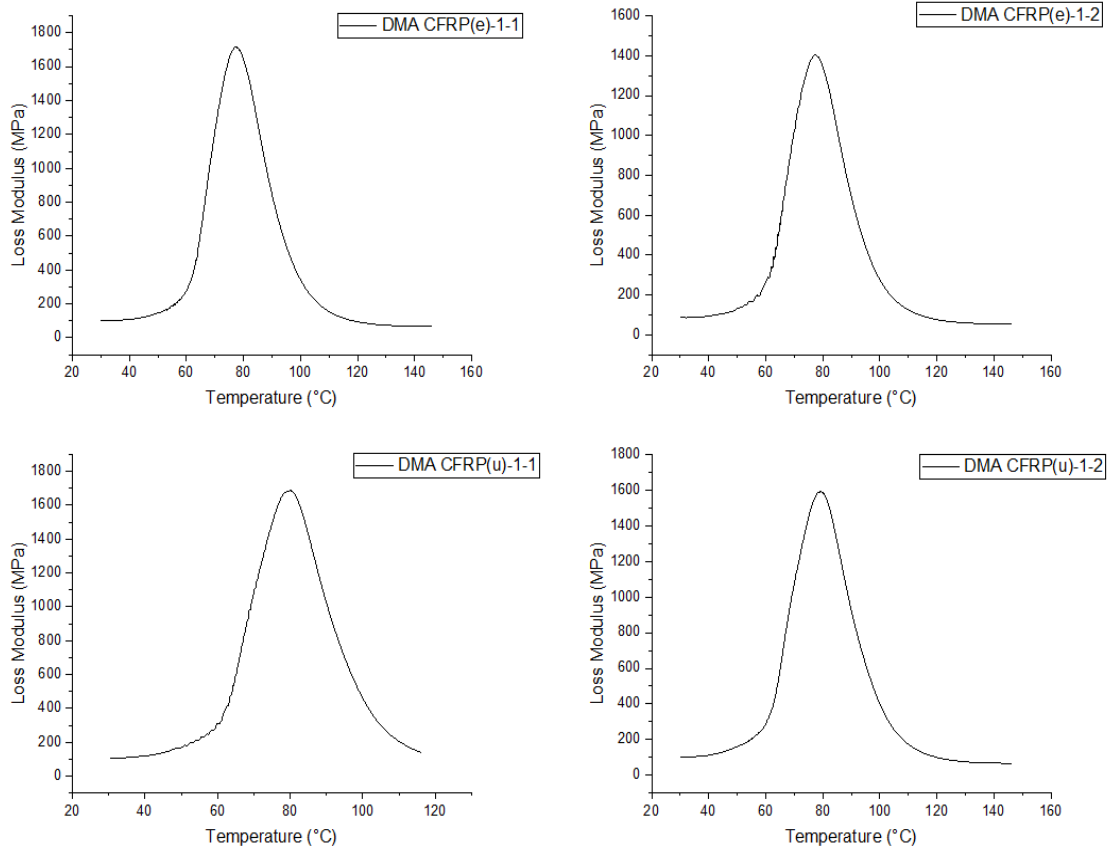 DMA CFRP(e)-1-1
Loss Modulus (MPa)
1800
1600
1400
1200
1000
800
600
400
200
0
20 40 60 80 100 120 140 160
Temperature (°C)
DMA CFRP(e)-1-2
Loss Modulus (MPa)
1600
1400
1200
1000
800
600
400
200
0
20 40 60 80 100 120 140 160
Temperature (°C)
DMA CFRP(u)-1-1
Loss Modulus (MPa)
1800
1600
1400
1200
1000
800
600
400
200
0
20 40 60 80 100 120
Temperature (°C)
DMA CFRP(u)-1-2
Loss Modulus (MPa)
1800
1600
1400
1200
1000
800
600
400
200
0
20 40 60 80 100 120 140 160
Temperature (°C)